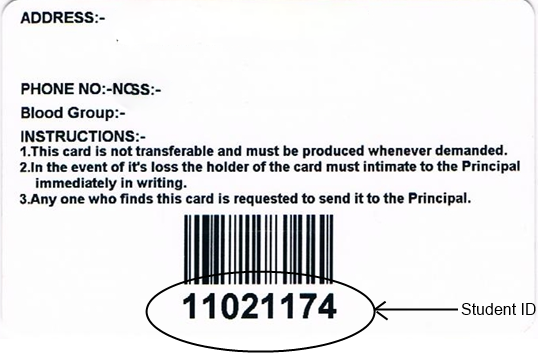 ADDRESS:-
PHONE NO:-NCSS:-
Blood Group:-
INSTRUCTIONS:-
1.This card is not transferable and must be produced whenever demanded.
2.In the event of it's loss the holder of the card must intimate to the Principal
immediately in writing.
3.Any one who finds this card is requested to send it to the Principal.
11021174
Student ID